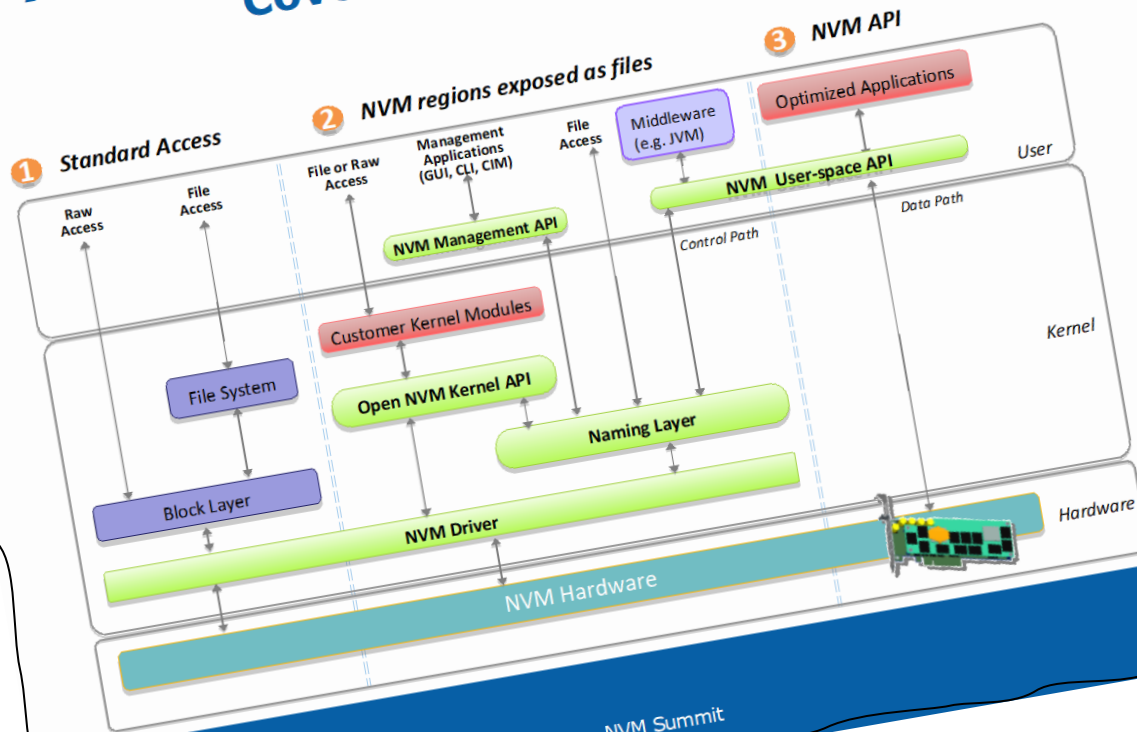 3 NVM API
2 NVM regions exposed as files
1 Standard Access
Optimized Applications
Middleware
(e.g. JVM)
File
Access
Management
Applications
(GUI, CLI, CIM)
File or Raw
Access
File
Access
Raw
Access
User
NVM User-space API
NVM Management API
Data Path
Control Path
Kernel
Customer Kernel Modules
File System
Open NVM Kernel API
Naming Layer
Block Layer
NVM Driver
Hardware
NVM Hardware
NVM Summit